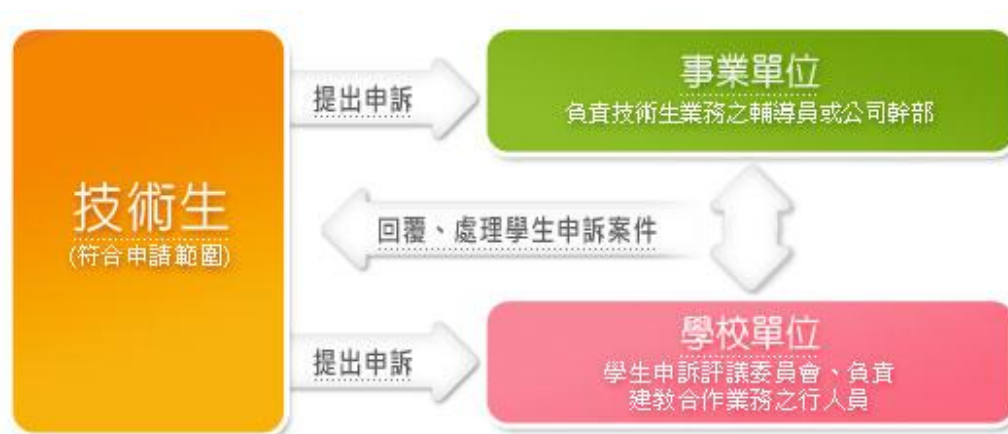 技術生
(符合申請範圍)
提出申訴
事業單位
負責技術生業務之輔導員或公司幹部
回覆、處理學生申訴案件
提出申訴
學校單位
學生申訴評議委員會、負責
建教合作業務之行人員